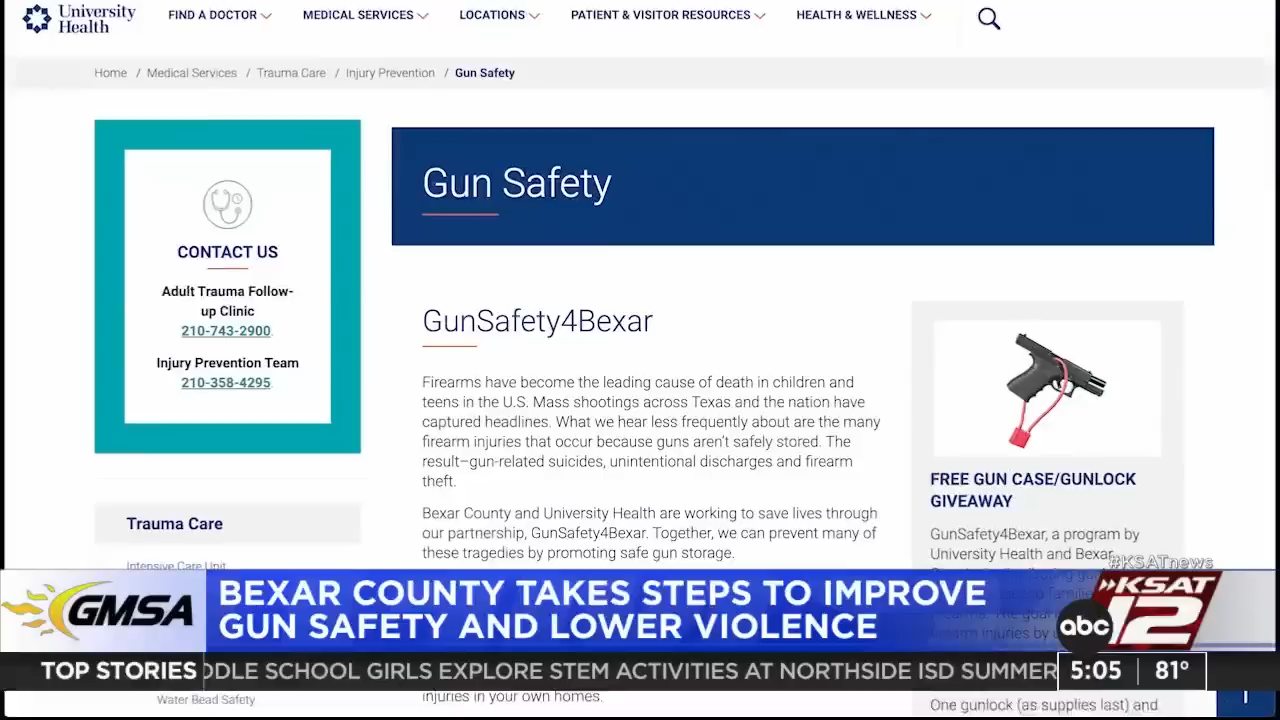 University
Health
FIND A DOCTOR
MEDICAL SERVICES
LOCATIONS
PATIENT & VISITOR RESOURCES
HEALTH & WELLNESS
Home / Medical Services / Trauma Care / Injury Prevention / Gun Safety
CONTACT US
Adult Trauma Follow-
up Clinic
210-743-2900
Injury Prevention Team
210-358-4295
Trauma Care
Intensive Care Unit
Water Bead Safety
Gun Safety
GunSafety4Bexar
Firearms have become the leading cause of death in children and
teens in the U.S. Mass shootings across Texas and the nation have
captured headlines. What we hear less frequently about are the many
firearm injuries that occur because guns aren't safely stored. The
result–gun-related suicides, unintentional discharges and firearm
theft.
Bexar County and University Health are working to save lives through
our partnership, GunSafety4Bexar. Together, we can prevent many of
these tragedies by promoting safe gun storage.
injuries in your own homes.
FREE GUN CASE/GUNLOCK
GIVEAWAY
GunSafety4Bexar, a program by
University Health and Bexar
One gunlock (as supplies last) and
#KSATnews
GMSA
BEXAR COUNTY TAKES STEPS TO IMPROVE
GUN SAFETY AND LOWER VIOLENCE
abc
KSAT
12
TOP STORIES
DDLE SCHOOL GIRLS EXPLORE STEM ACTIVITIES AT NORTHSIDE ISD SUMMER
5:05
81°